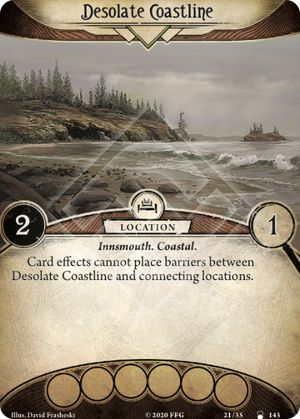 Desolate Coastline
2
LOCATION
1
Innsmouth. Coastal.
Card effects cannot place barriers between
Desolate Coastline and connecting locations.
Illus. David Frasheski
© 2020 FFG
21/35
143